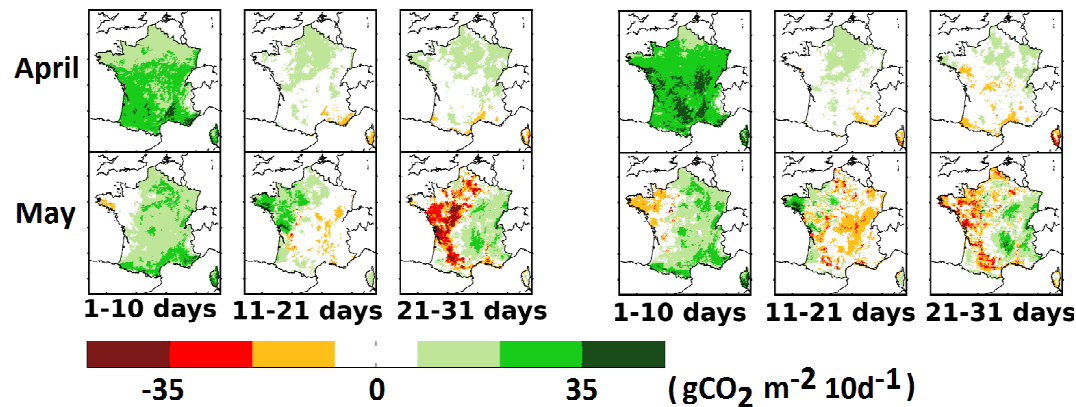 April
May
1-10 days 11-21 days 21-31 days 1-10 days 11-21 days 21-31 days
-35 0 35 (gCO2 m-2 10d-1)